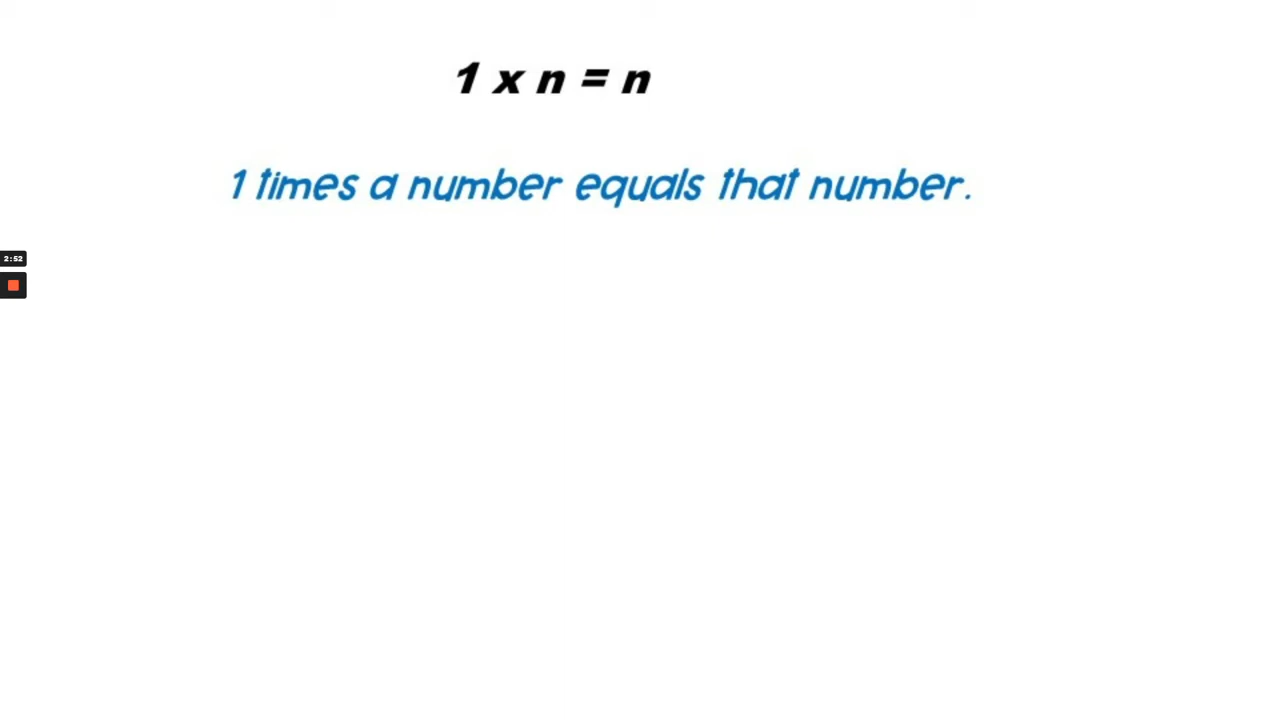 1 x n = n
1 times a number equals that number.
2:52